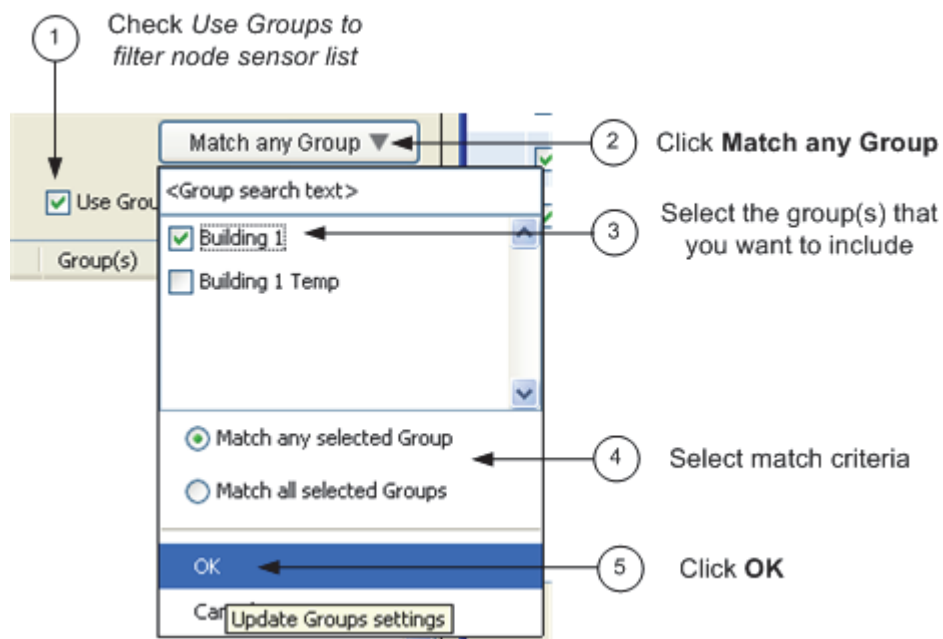 1
Check Use Groups to
filter node sensor list
Match any Group
2
Click Match any Group
Use Grou
<Group search text>
3
Select the group(s) that
you want to include
Building 1
Group(s)
Building 1 Temp
Match any selected Group
4
Select match criteria
Match all selected Groups
OK
5
Click OK
Update Groups settings